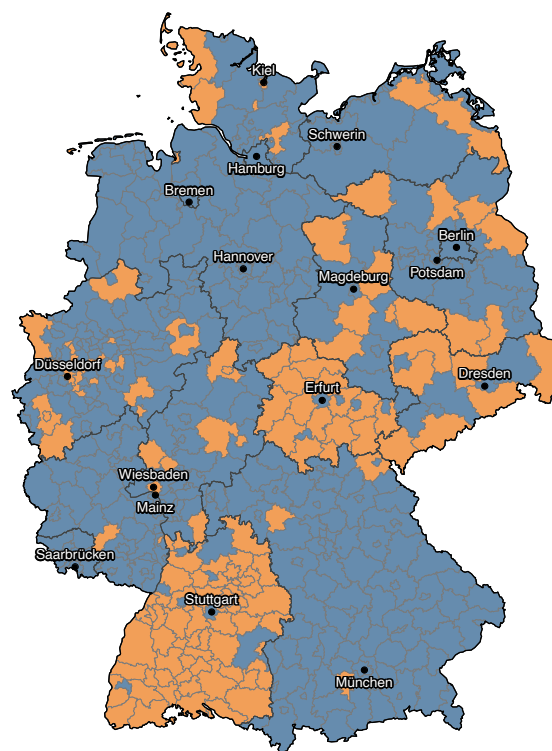 Kiel
Schwerin
Hamburg
Bremen
Berlin
Hannover
Potsdam
Magdeburg
Düsseldorf
Dresden
Erfurt
Wiesbaden
Mainz
Saarbrücken
Stuttgart
München